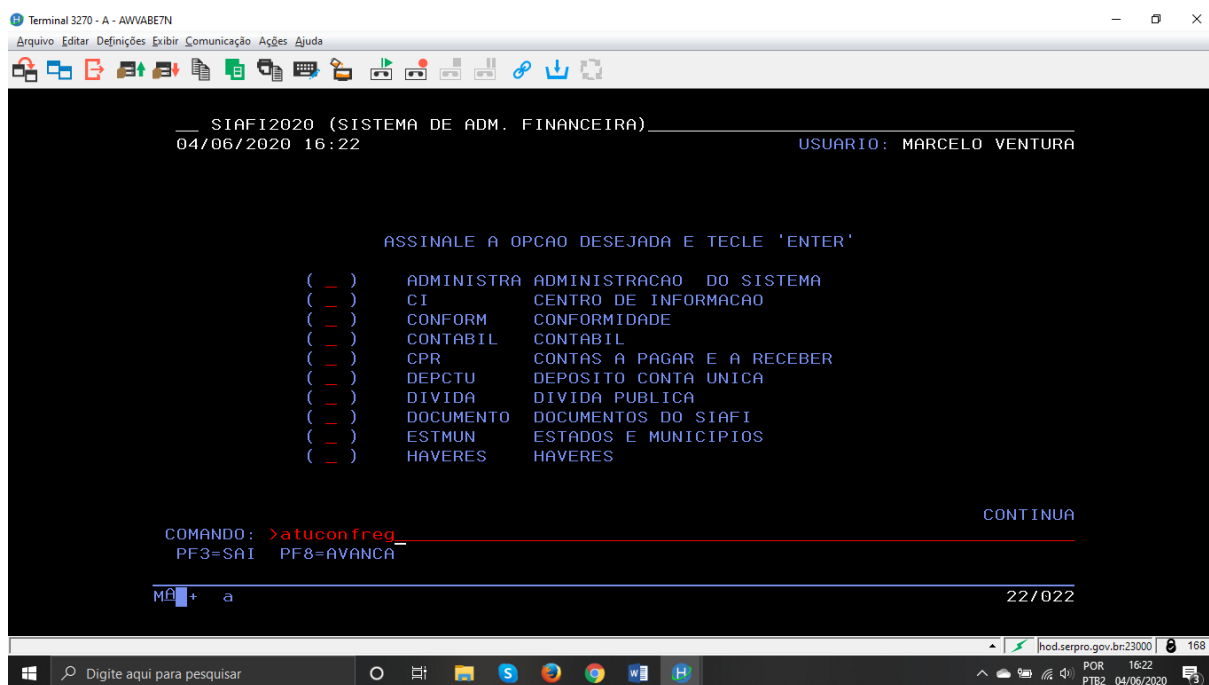 Terminal 3270 - A - AWVABE7N
Arquivo Editar Definições Exibir Comunicação Ações Ajuda
__ SIAFI2020 (SISTEMA DE ADM. FINANCEIRA)
04/06/2020 16:22 USUARIO: MARCELO VENTURA
ASSINALE A OPCAO DESEJADA E TECLE 'ENTER'
( _ ) ADMINISTRA ADMINISTRACAO DO SISTEMA
( _ ) CI CENTRO DE INFORMACAO
( _ ) CONFORM CONFORMIDADE
( _ ) CONTABIL CONTABIL
( _ ) CPR CONTAS A PAGAR E A RECEBER
( _ ) DEPCTU DEPOSITO CONTA UNICA
( _ ) DIVIDA DIVIDA PUBLICA
( _ ) DOCUMENTO DOCUMENTOS DO SIAFI
( _ ) ESTMUN ESTADOS E MUNICIPIOS
( _ ) HAVERES HAVERES
CONTINUA
COMANDO: >atuconfreg
PF3=SAI PF8=AVANCA
MA + a 22/022
hod.serpro.gov.br:23000 168
Digite aqui para pesquisar POR 16:22
PTB2 04/06/2020 3